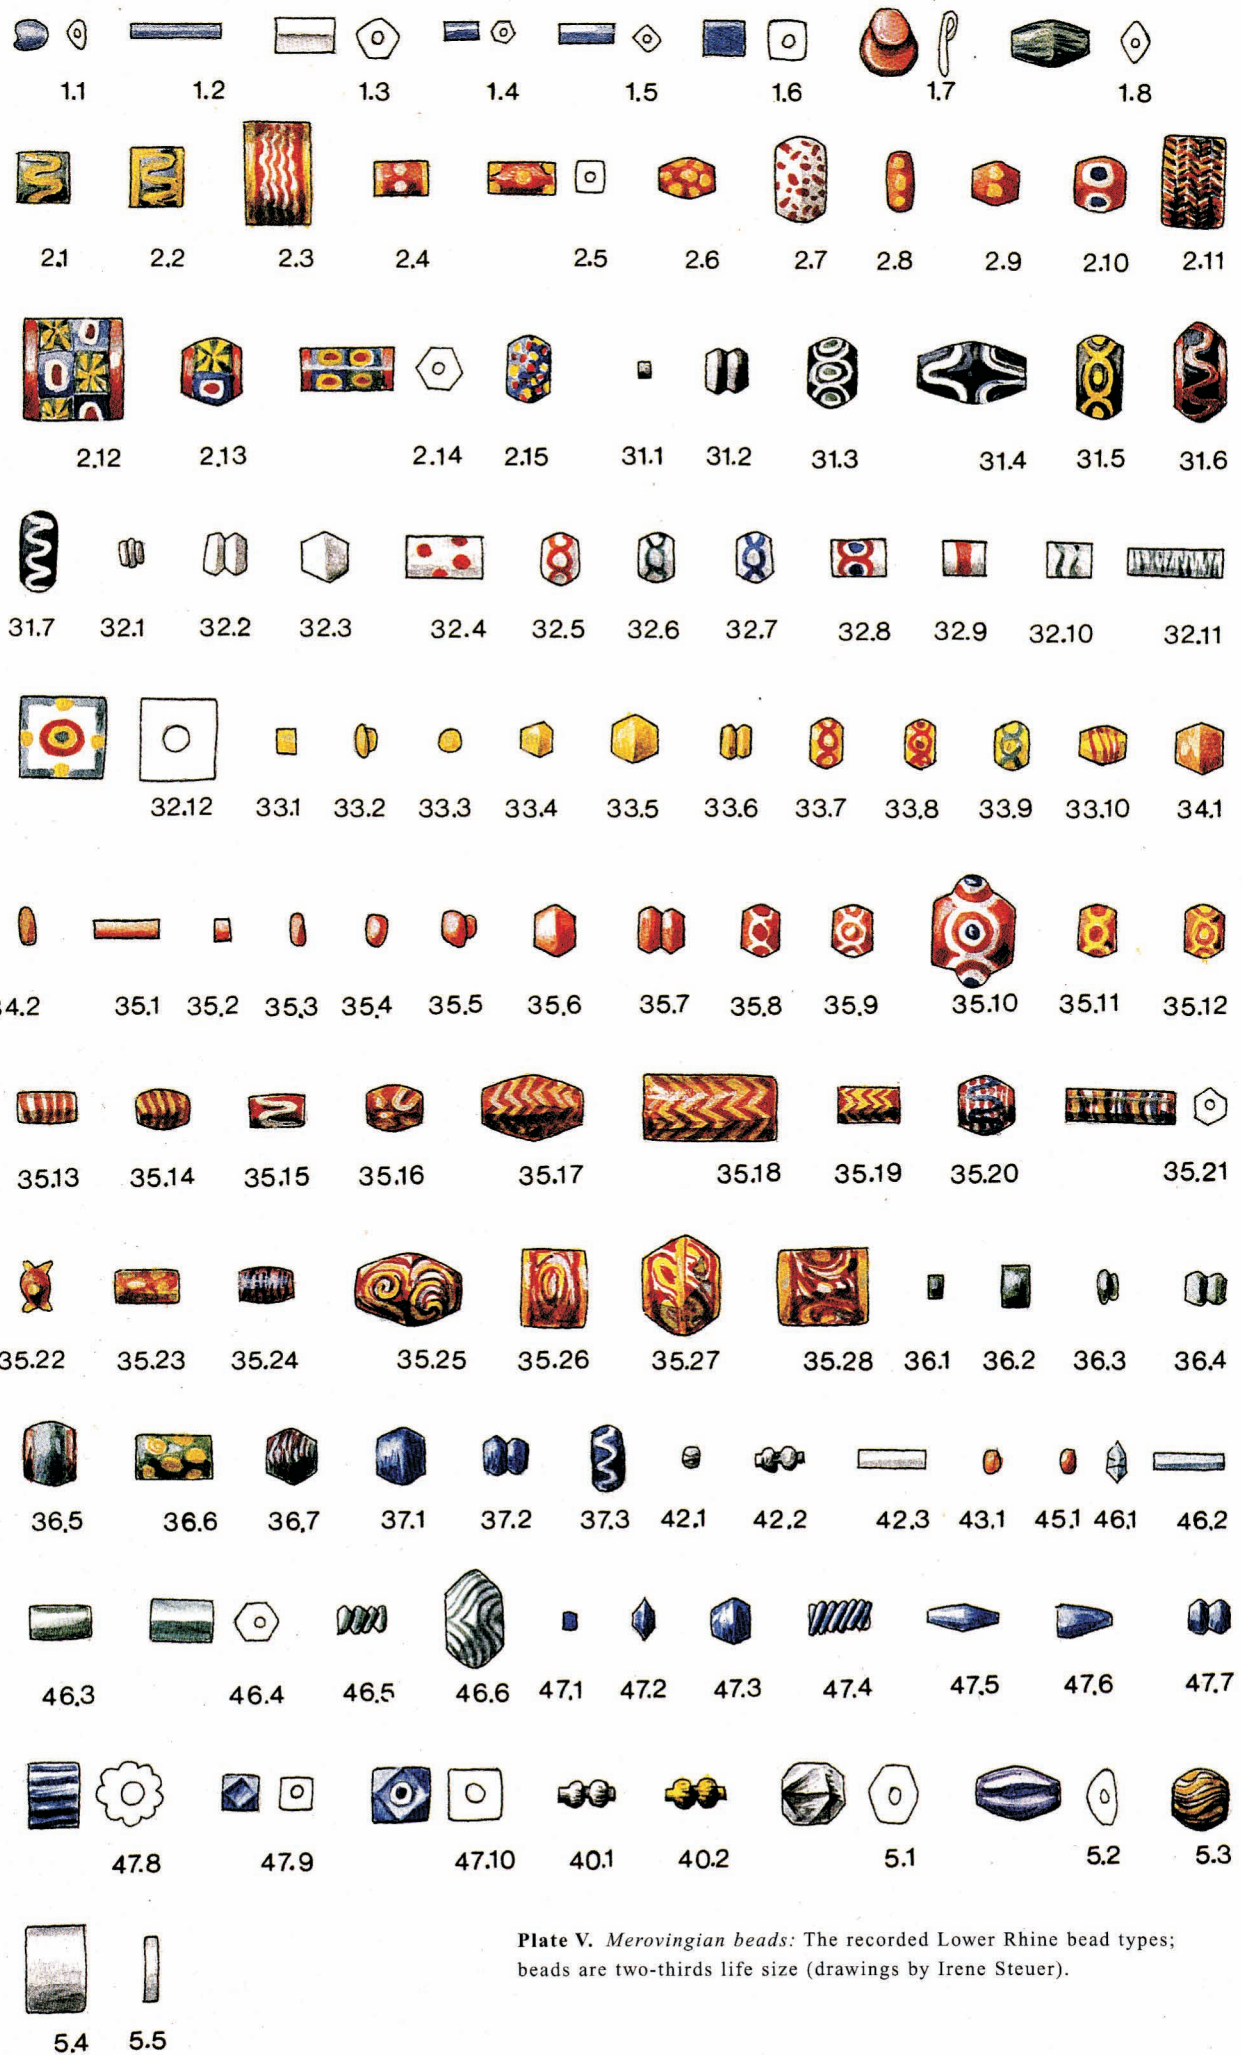 1.1 1.2 1.3 1.4 1.5 1.6 1.7 1.8
2.1 2.2 2.3 2.4 2.5 2.6 2.7 2.8 2.9 2.10 2.11
2.12 2.13 2.14 2.15 31.1 31.2 31.3 31.4 31.5 31.6
31.7 32.1 32.2 32.3 32.4 32.5 32.6 32.7 32.8 32.9 32.10 32.11
32.12 33.1 33.2 33.3 33.4 33.5 33.6 33.7 33.8 33.9 33.10 34.1
4.2 35.1 35.2 35.3 35.4 35.5 35.6 35.7 35.8 35.9 35.10 35.11 35.12
35.13 35.14 35.15 35.16 35.17 35.18 35.19 35.20 35.21
35.22 35.23 35.24 35.25 35.26 35.27 35.28 36.1 36.2 36.3 36.4
36.5 36.6 36.7 37.1 37.2 37.3 42.1 42.2 42.3 43.1 45.1 46.1 46.2
46.3 46.4 46.5 46.6 47.1 47.2 47.3 47.4 47.5 47.6 47.7
47.8 47.9 47.10 40.1 40.2 5.1 5.2 5.3
Plate V. Merovingian beads: The recorded Lower Rhine bead types;
beads are two-thirds life size (drawings by Irene Steuer).
5.4 5.5